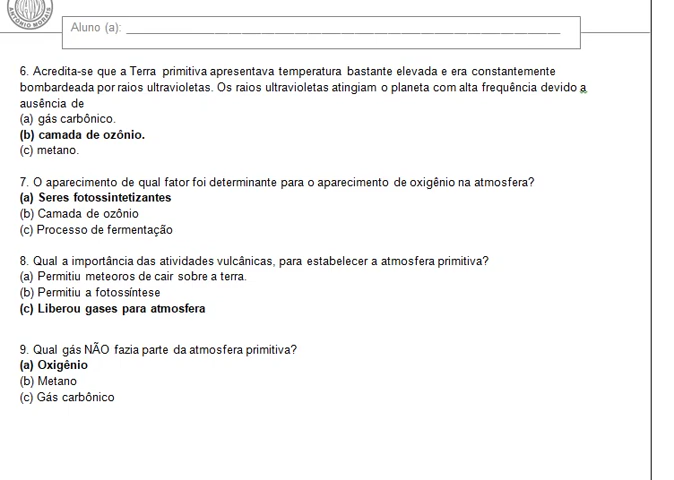 ANTÔNIO MORAIS
Aluno (a): ____________________________________________________________________
6. Acredita-se que a Terra primitiva apresentava temperatura bastante elevada e era constantemente
bombardeada por raios ultravioletas. Os raios ultravioletas atingiam o planeta com alta frequência devido a
ausência de
(a) gás carbônico.
(b) camada de ozônio.
(c) metano.
7. O aparecimento de qual fator foi determinante para o aparecimento de oxigênio na atmosfera?
(a) Seres fotossintetizantes
(b) Camada de ozônio
(c) Processo de fermentação
8. Qual a importância das atividades vulcânicas, para estabelecer a atmosfera primitiva?
(a) Permitiu meteoros de cair sobre a terra.
(b) Permitiu a fotossíntese
(c) Liberou gases para atmosfera
9. Qual gás NÃO fazia parte da atmosfera primitiva?
(a) Oxigênio
(b) Metano
(c) Gás carbônico